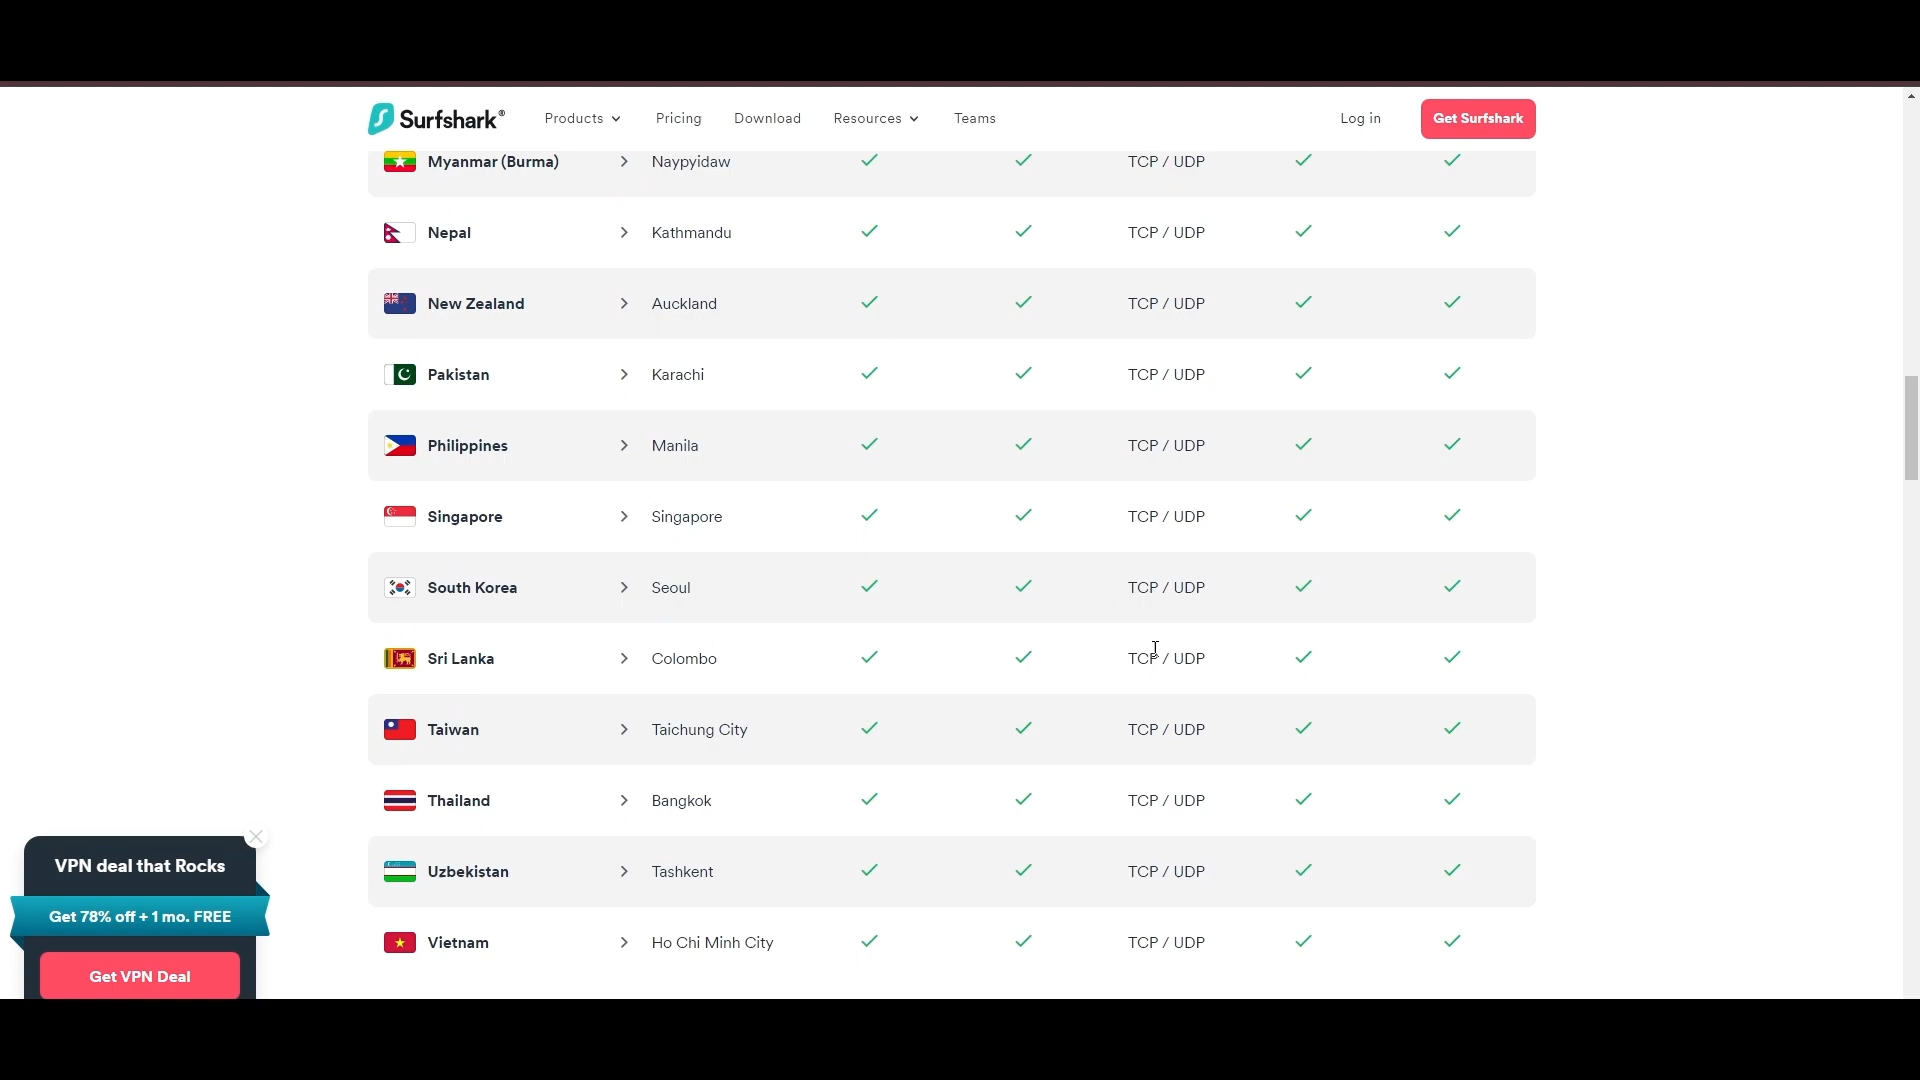 Surfshark® Products Pricing Download Resources Teams Log in Get Surfshark
Myanmar (Burma) Naypyidaw TCP / UDP
Nepal Kathmandu TCP / UDP
New Zealand Auckland TCP / UDP
Pakistan Karachi TCP / UDP
Philippines Manila TCP / UDP
Singapore Singapore TCP / UDP
South Korea Seoul TCP / UDP
Sri Lanka Colombo TCP / UDP
Taiwan Taichung City TCP / UDP
Thailand Bangkok TCP / UDP
Uzbekistan Tashkent TCP / UDP
Vietnam Ho Chi Minh City TCP / UDP
VPN deal that Rocks
Get 78% off + 1 mo. FREE
Get VPN Deal